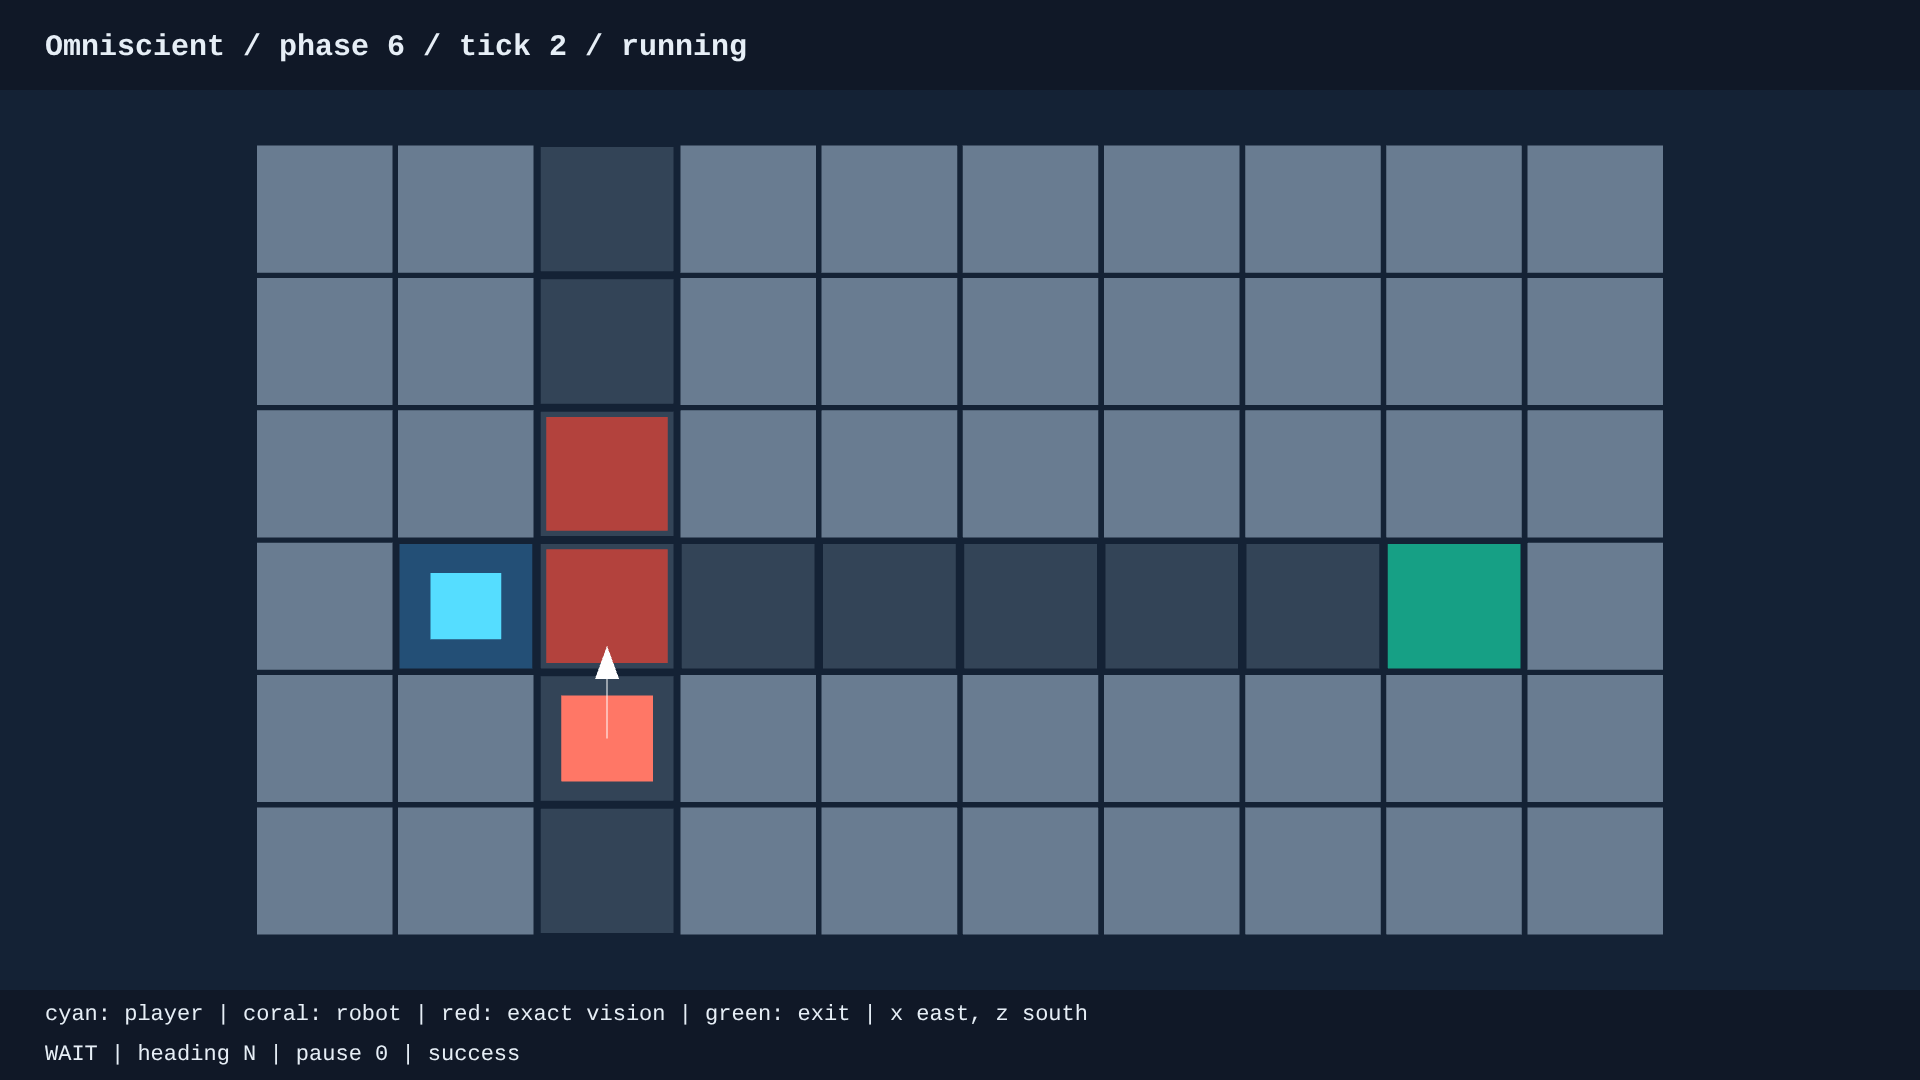 Omniscient / phase 6 / tick 2 / running
cyan: player | coral: robot | red: exact vision | green: exit | x east, z south
WAIT | heading N | pause 0 | success